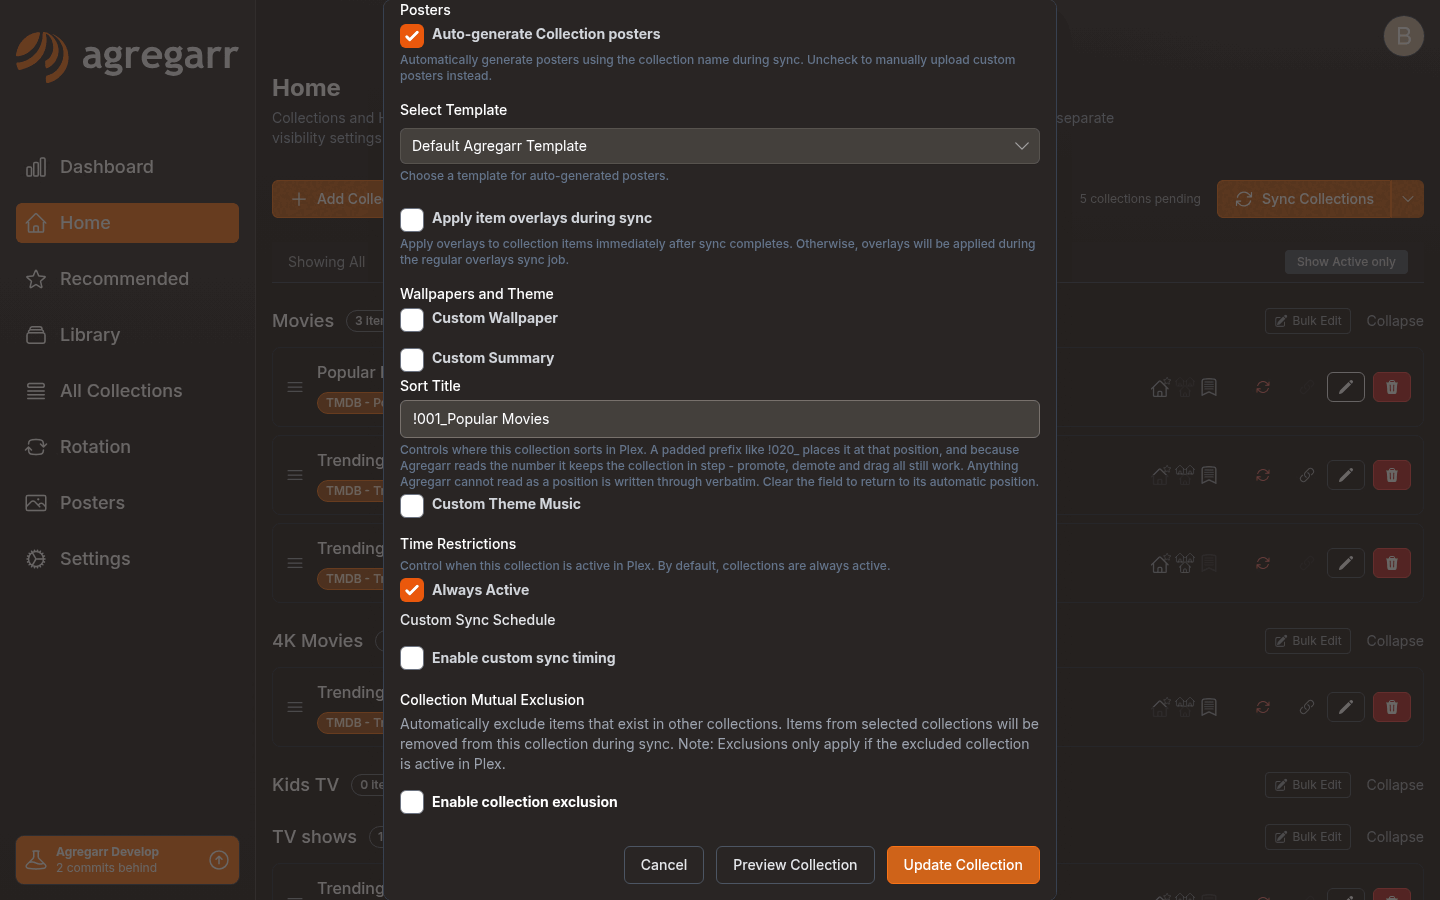 agregarr
Dashboard
Home
Recommended
Library
All Collections
Rotation
Posters
Settings
Agregarr Develop
2 commits behind
B
Home
Collections and
separate
visibility settings
Add
5 collections pending
Sync Collections
Showing All
Show Active only
Movies
Bulk Edit
Collapse
Popular
TMDB -
Trending
TMDB -
Trending
TMDB -
4K Movies
Bulk Edit
Collapse
Trending
TMDB -
Kids TV
Bulk Edit
Collapse
TV shows
Bulk Edit
Collapse
Trending
Posters
Auto-generate Collection posters
Automatically generate posters using the collection name during sync. Uncheck to manually upload custom
posters instead.
Select Template
Default Agregarr Template
Choose a template for auto-generated posters.
Apply item overlays during sync
Apply overlays to collection items immediately after sync completes. Otherwise, overlays will be applied during
the regular overlays sync job.
Wallpapers and Theme
Custom Wallpaper
Custom Summary
Sort Title
!001_Popular Movies
Controls where this collection sorts in Plex. A padded prefix like !020_ places it at that position, and because
Agregarr reads the number it keeps the collection in step - promote, demote and drag all still work. Anything
Agregarr cannot read as a position is written through verbatim. Clear the field to return to its automatic position.
Custom Theme Music
Time Restrictions
Control when this collection is active in Plex. By default, collections are always active.
Always Active
Custom Sync Schedule
Enable custom sync timing
Collection Mutual Exclusion
Automatically exclude items that exist in other collections. Items from selected collections will be
removed from this collection during sync. Note: Exclusions only apply if the excluded collection
is active in Plex.
Enable collection exclusion
Cancel
Preview Collection
Update Collection